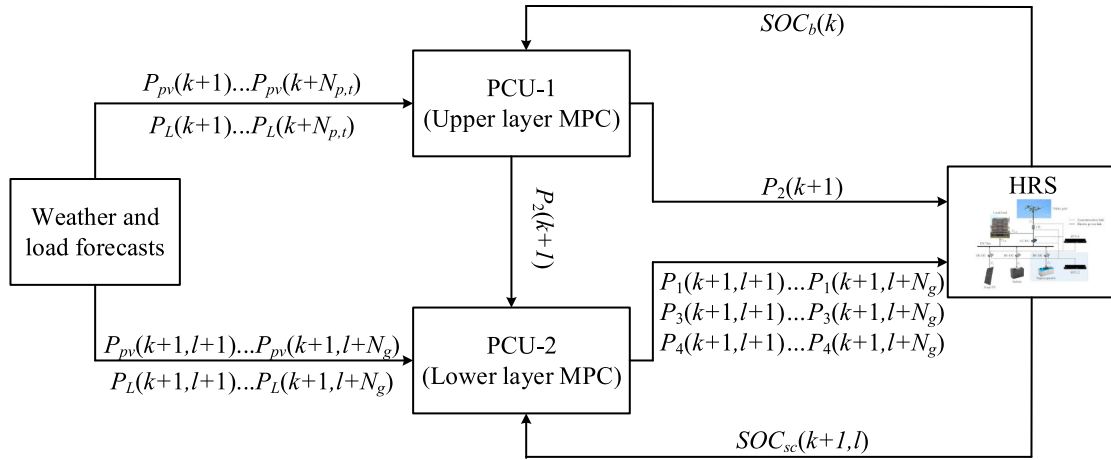 SOC_b(k)
P_pv(k+1)...P_pv(k+N_p,t)
P_L(k+1)...P_L(k+N_p,t)
PCU-1
(Upper layer MPC)
P_2(k+1)
P_2(k+1)
HRS
Weather and
load forecasts
P_1(k+1,l+1)...P_1(k+1,l+N_g)
P_3(k+1,l+1)...P_3(k+1,l+N_g)
P_4(k+1,l+1)...P_4(k+1,l+N_g)
P_pv(k+1,l+1)...P_pv(k+1,l+N_g)
P_L(k+1,l+1)...P_L(k+1,l+N_g)
PCU-2
(Lower layer MPC)
SOC_sc(k+1,l)